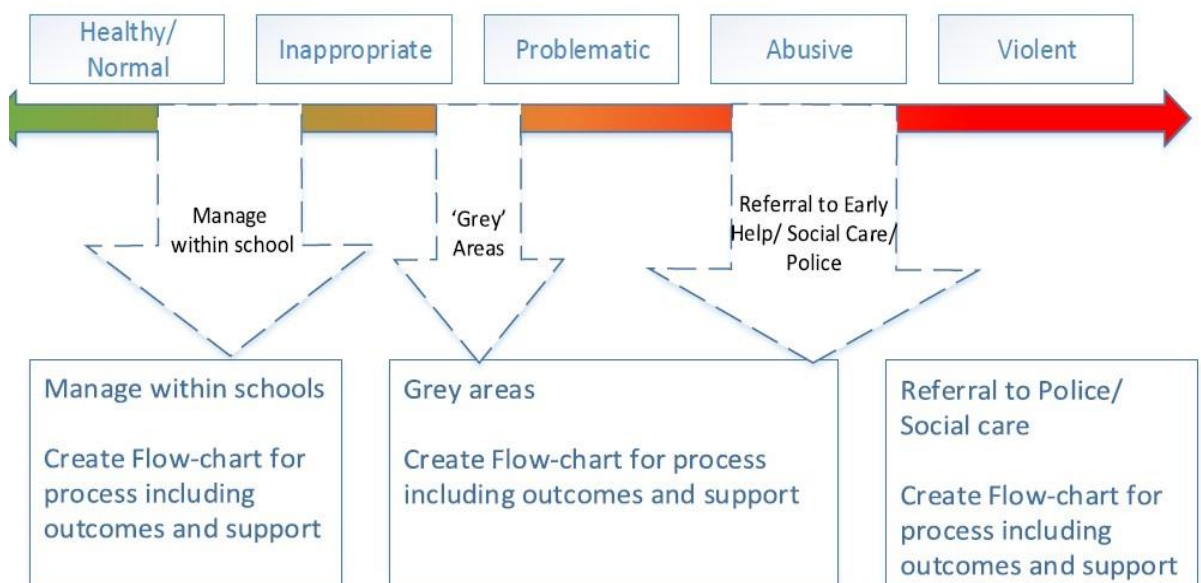 Healthy/
Normal
Inappropriate
Problematic
Abusive
Violent
Manage
within school
‘Grey’
Areas
Referral to Early
Help/ Social Care/
Police
Manage within schools
Create Flow-chart for
process including
outcomes and support
Grey areas
Create Flow-chart for process
including outcomes and support
Referral to Police/
Social care
Create Flow-chart for
process including
outcomes and support